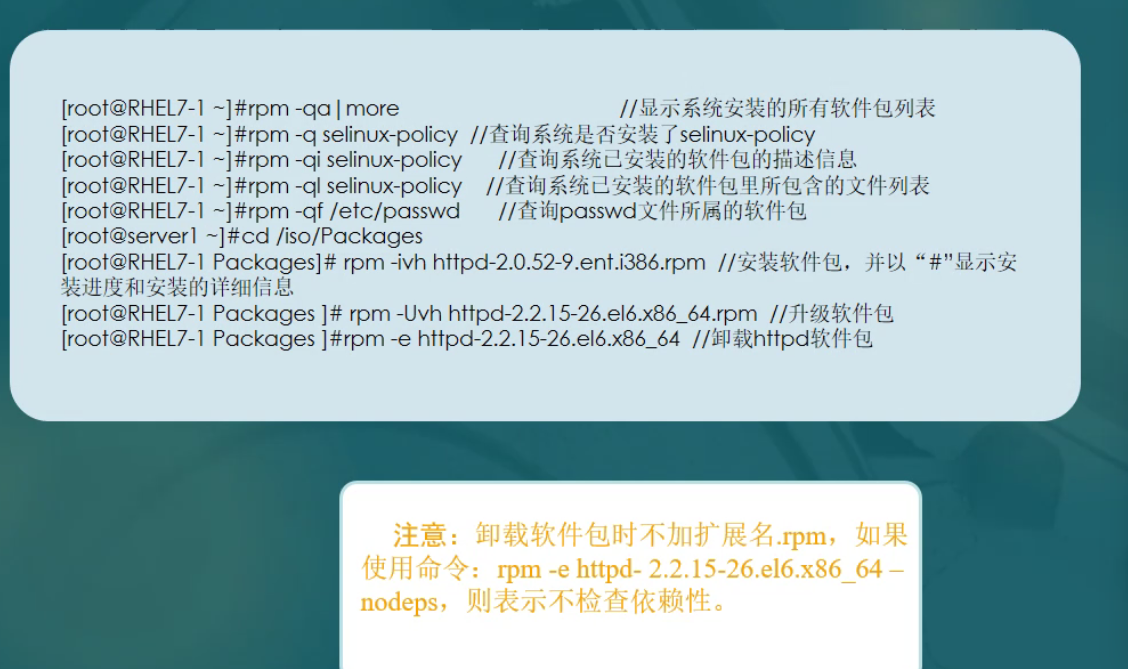 [root@RHEL7-1 ~]#rpm -qa|more //显示系统安装的所有软件包列表
[root@RHEL7-1 ~]#rpm -q selinux-policy //查询系统是否安装了selinux-policy
[root@RHEL7-1 ~]#rpm -qi selinux-policy //查询系统已安装的软件包的描述信息
[root@RHEL7-1 ~]#rpm -ql selinux-policy //查询系统已安装的软件包里所包含的文件列表
[root@RHEL7-1 ~]#rpm -qf /etc/passwd //查询passwd文件所属的软件包
[root@server1 ~]#cd /iso/Packages
[root@RHEL7-1 Packages]# rpm -ivh httpd-2.0.52-9.ent.i386.rpm //安装软件包，并以“#"显示安
装进度和安装的详细信息
[root@RHEL7-1 Packages ]# rpm -Uvh httpd-2.2.15-26.el6.x86_64.rpm //升级软件包
[root@RHEL7-1 Packages ]#rpm -e httpd-2.2.15-26.el6.x86_64 //卸载httpd软件包
注意：卸载软件包时不加扩展名.rpm，如果
使用命令：rpm -e httpd- 2.2.15-26.el6.x86_64 –
nodeps，则表示不检查依赖性。